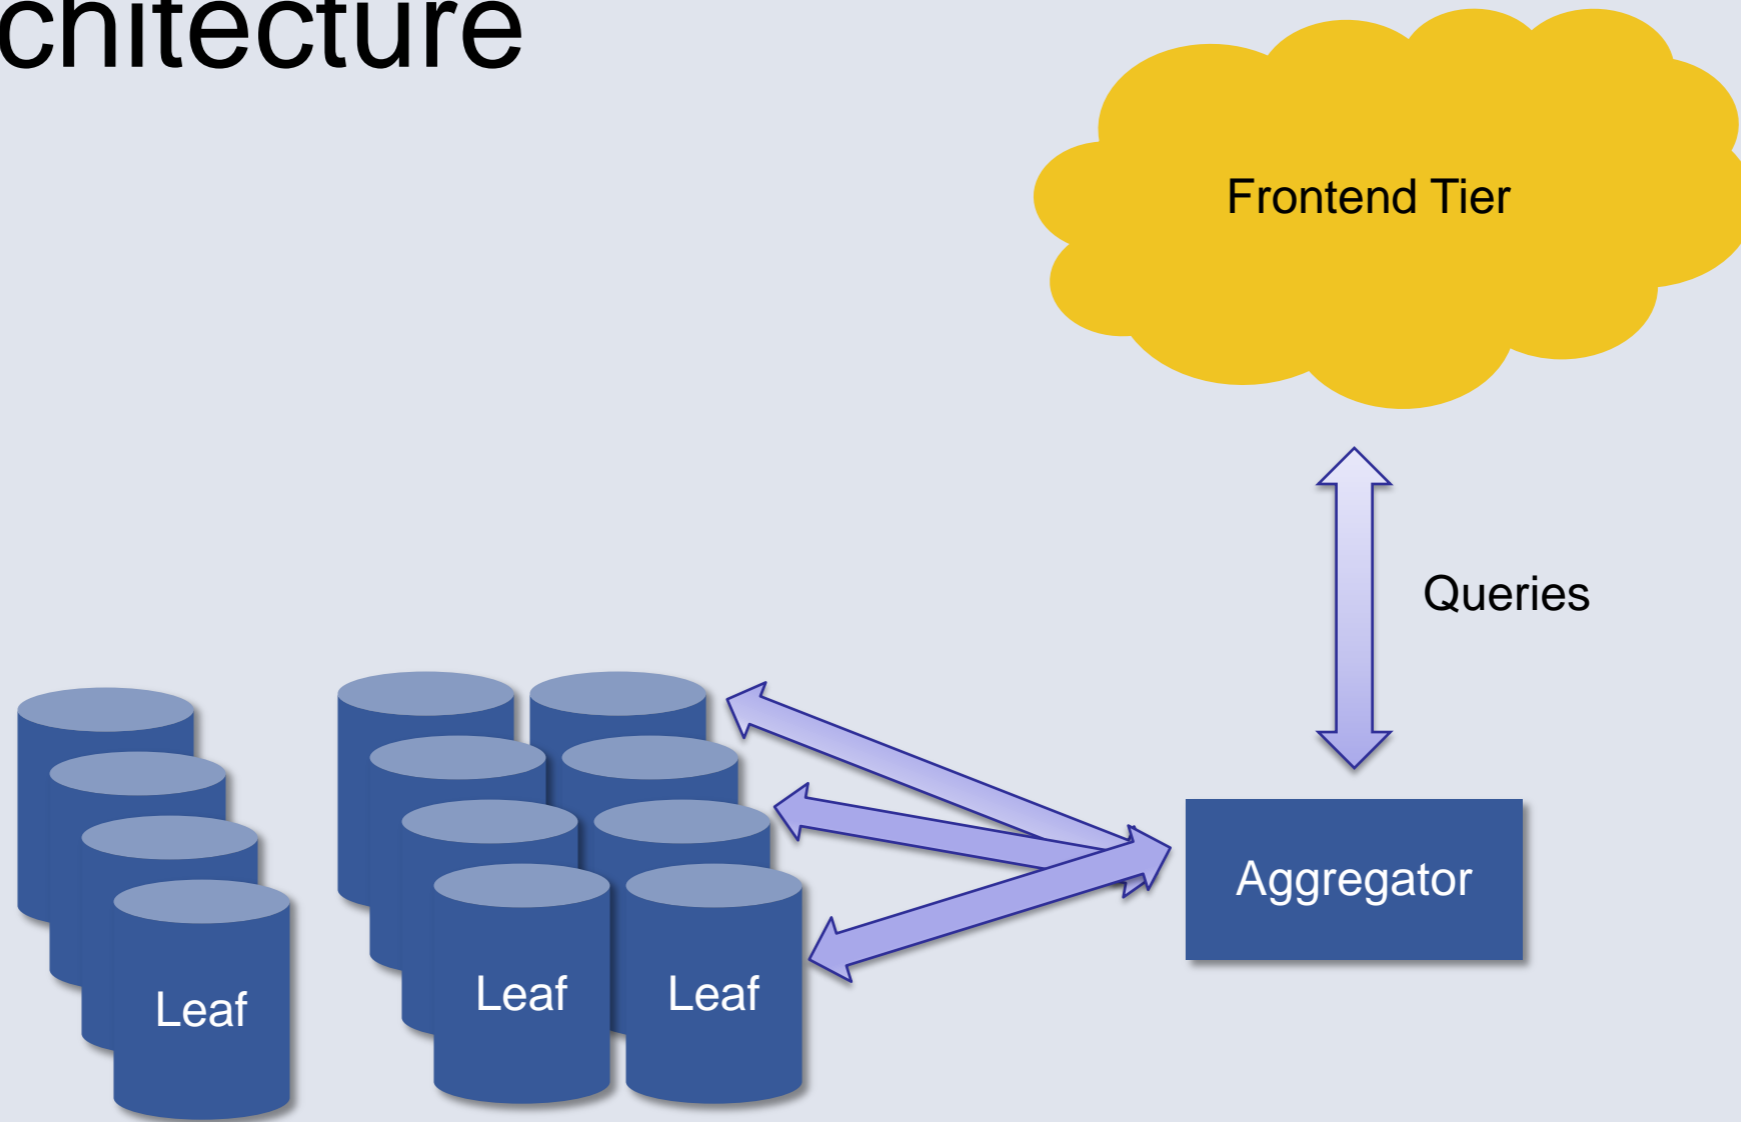 chitecture
Frontend Tier
Queries
Aggregator
Leaf
Leaf
Leaf